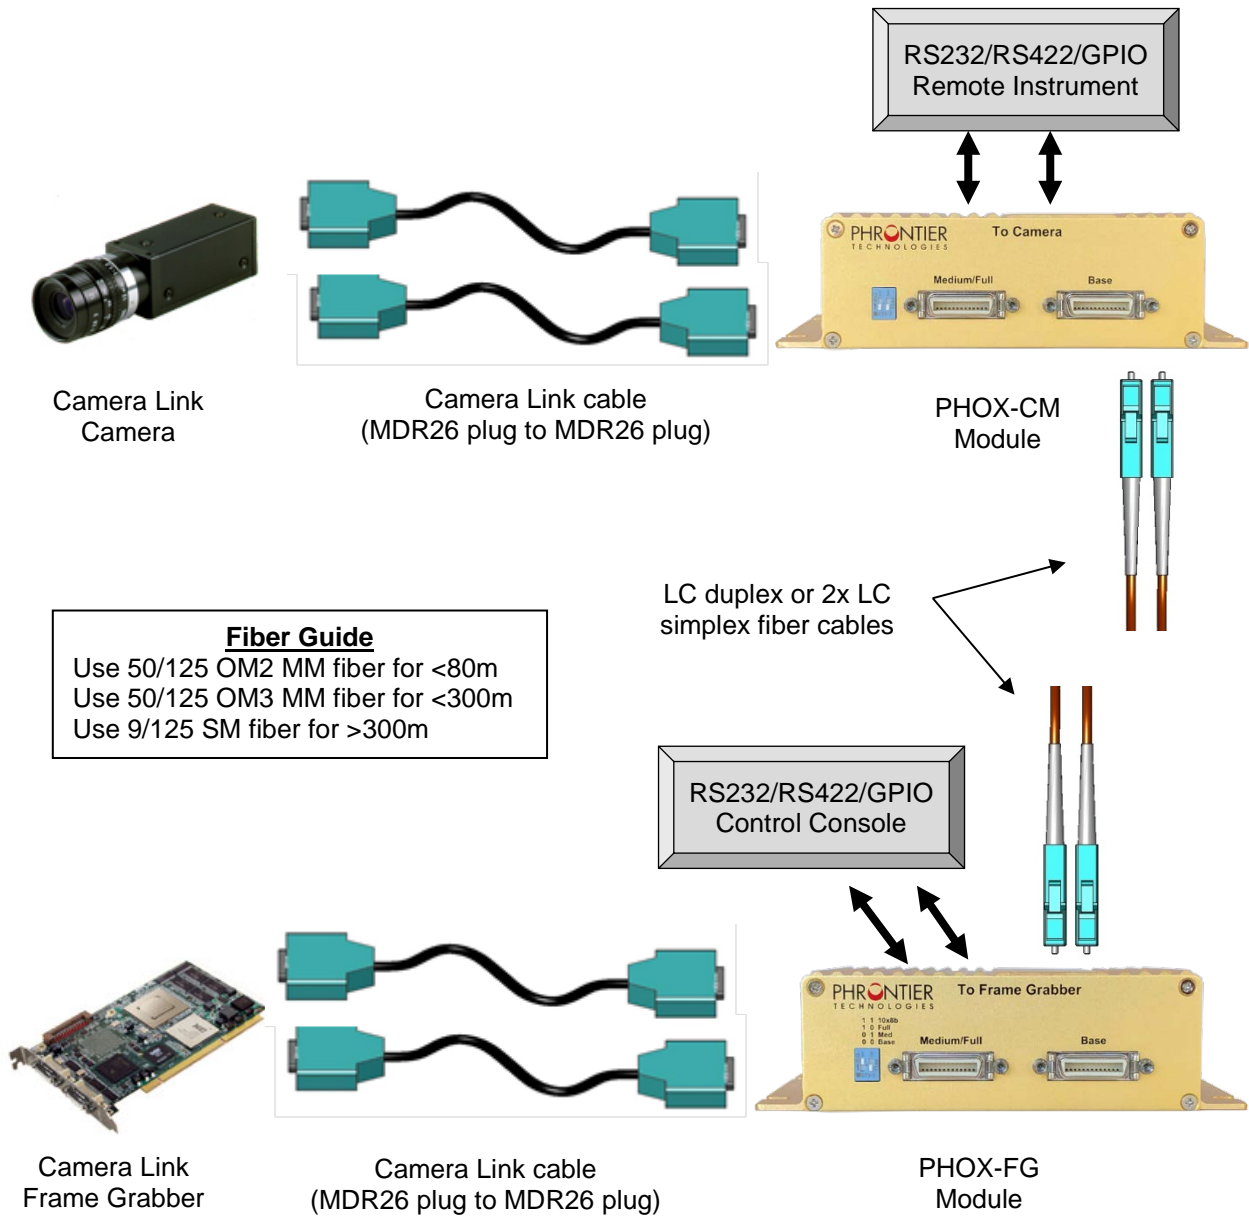 RS232/RS422/GPIO
Remote Instrument
PHRONTIER
TECHNOLOGIES
To Camera
Medium/Full
Base
Camera Link
Camera
Camera Link cable
(MDR26 plug to MDR26 plug)
PHOX-CM
Module
LC duplex or 2x LC
simplex fiber cables
Fiber Guide
Use 50/125 OM2 MM fiber for <80m
Use 50/125 OM3 MM fiber for <300m
Use 9/125 SM fiber for >300m
RS232/RS422/GPIO
Control Console
PHRONTIER
TECHNOLOGIES
To Frame Grabber
1 1 10x8b
1 0 Full
0 1 Med
0 0 Base
Medium/Full
Base
Camera Link
Frame Grabber
Camera Link cable
(MDR26 plug to MDR26 plug)
PHOX-FG
Module